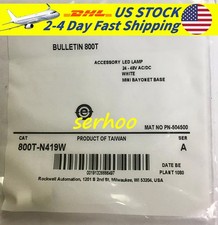 DHL
US STOCK
2-4 Day Fast Shipping
BULLETIN 800T
ACCESSORY LED LAMP
24 - 48V AC/DC
WHITE
MINI BAYONET BASE
serhoo
MAT NO PN-504500
CAT
PRODUCT OF TAIWAN
SER
800T-N419W
A
PLANT 1080
Rockwell Automation, 1201 S 2nd St, Milwaukee, WI 53204, USA